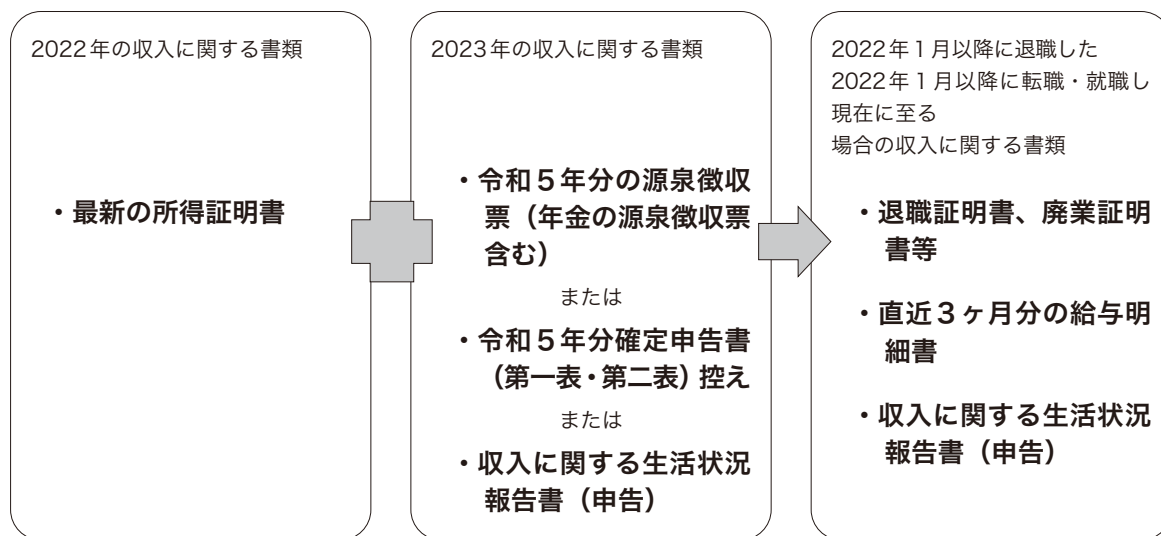 2022年の収入に関する書類
・最新の所得証明書
2023年の収入に関する書類
・令和5年分の源泉徴収
票（年金の源泉徴収票
含む）
または
・令和5年分確定申告書
（第一表・第二表）控え
または
・収入に関する生活状況
報告書（申告）
2022年1月以降に退職した
2022年1月以降に転職・就職し
現在に至る
場合の収入に関する書類
・退職証明書、廃業証明
書等
・直近3ヶ月分の給与明
細書
・収入に関する生活状況
報告書（申告）